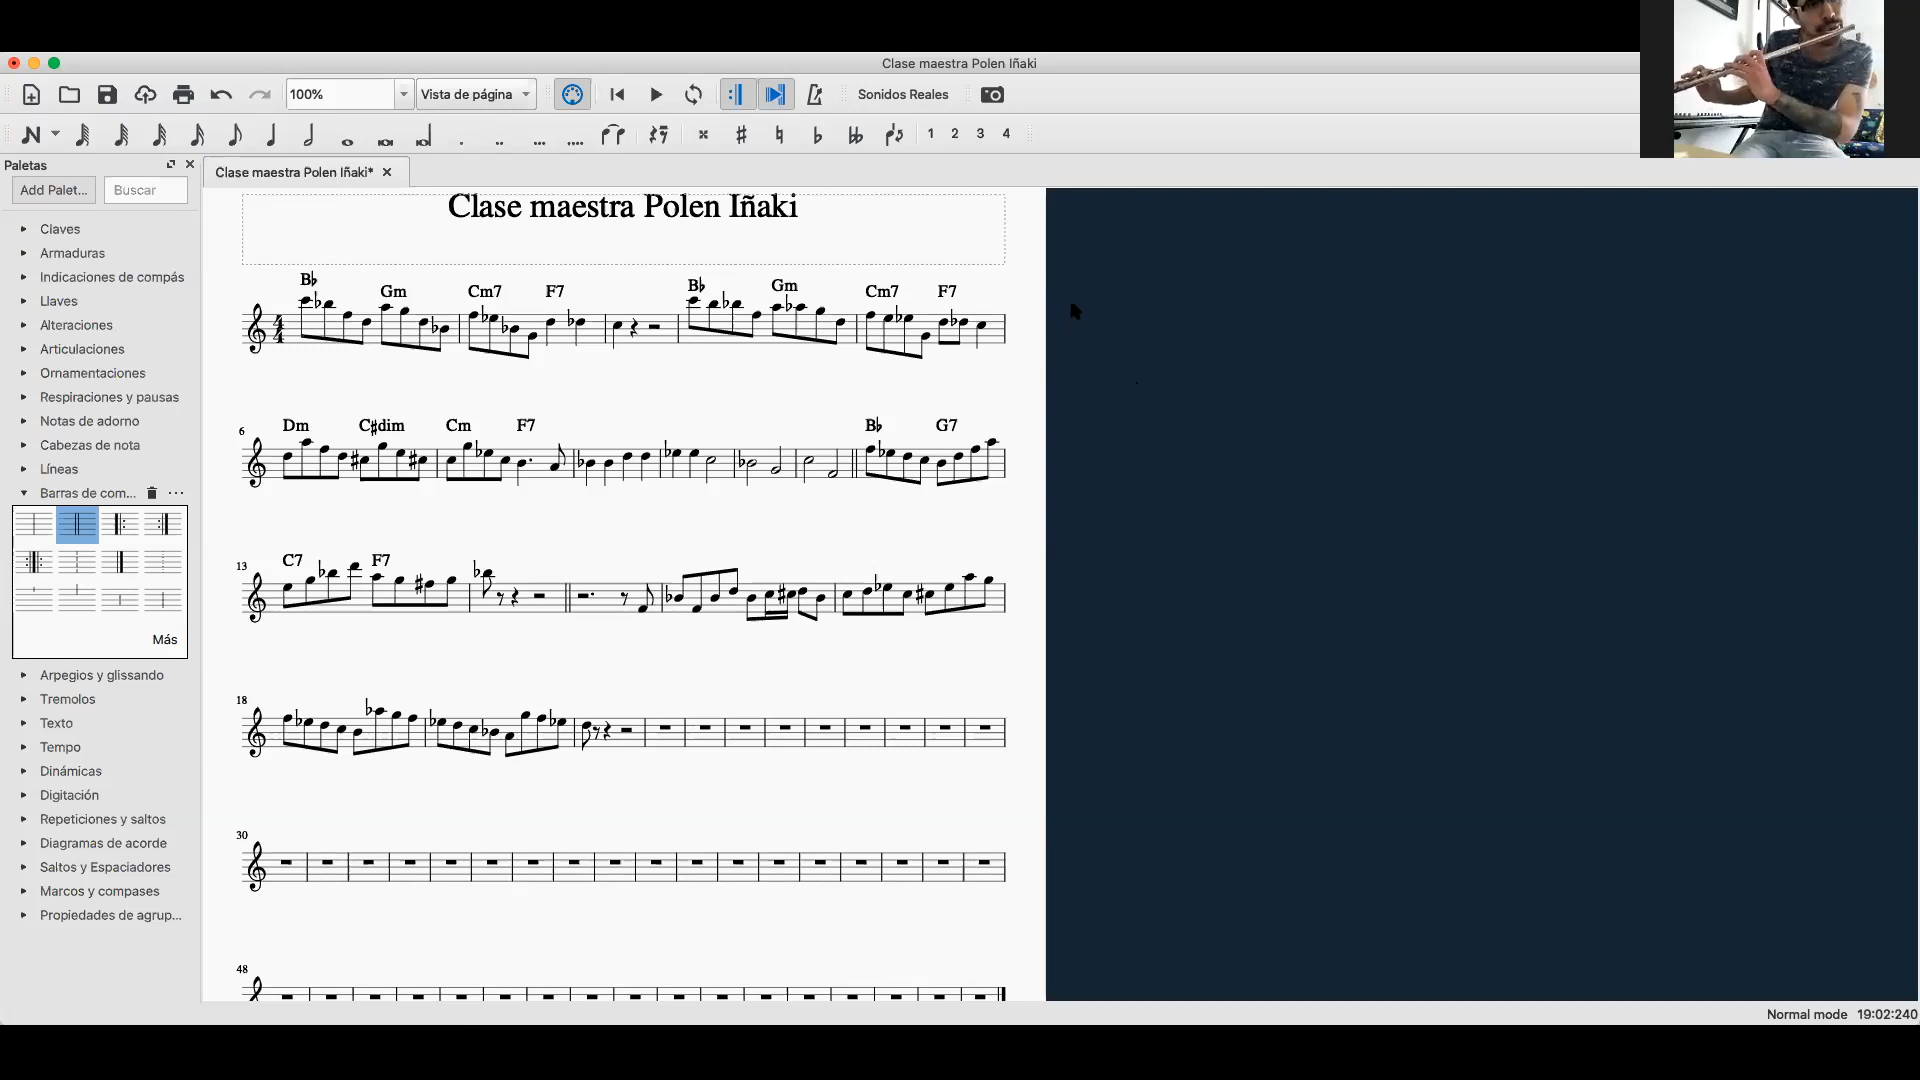 Clase maestra Polen Iñaki
100%
Vista de página
Sonidos Reales
1 2 3 4
Paletas
Clase maestra Polen Iñaki*
Add Palet...
Buscar
Claves
Armaduras
Indicaciones de compás
Llaves
Alteraciones
Articulaciones
Ornamentaciones
Respiraciones y pausas
Notas de adorno
Cabezas de nota
Líneas
Barras de com...
Más
Arpegios y glissando
Tremolos
Texto
Tempo
Dinámicas
Digitación
Repeticiones y saltos
Diagramas de acorde
Saltos y Espaciadores
Marcos y compases
Propiedades de agrup...
Clase maestra Polen Iñaki
B♭ Gm Cm7 F7 B♭ Gm Cm7 F7
4
4
6
Dm C♯dim Cm F7 B♭ G7
13
C7 F7
18
30
48
Normal mode 19:02:240